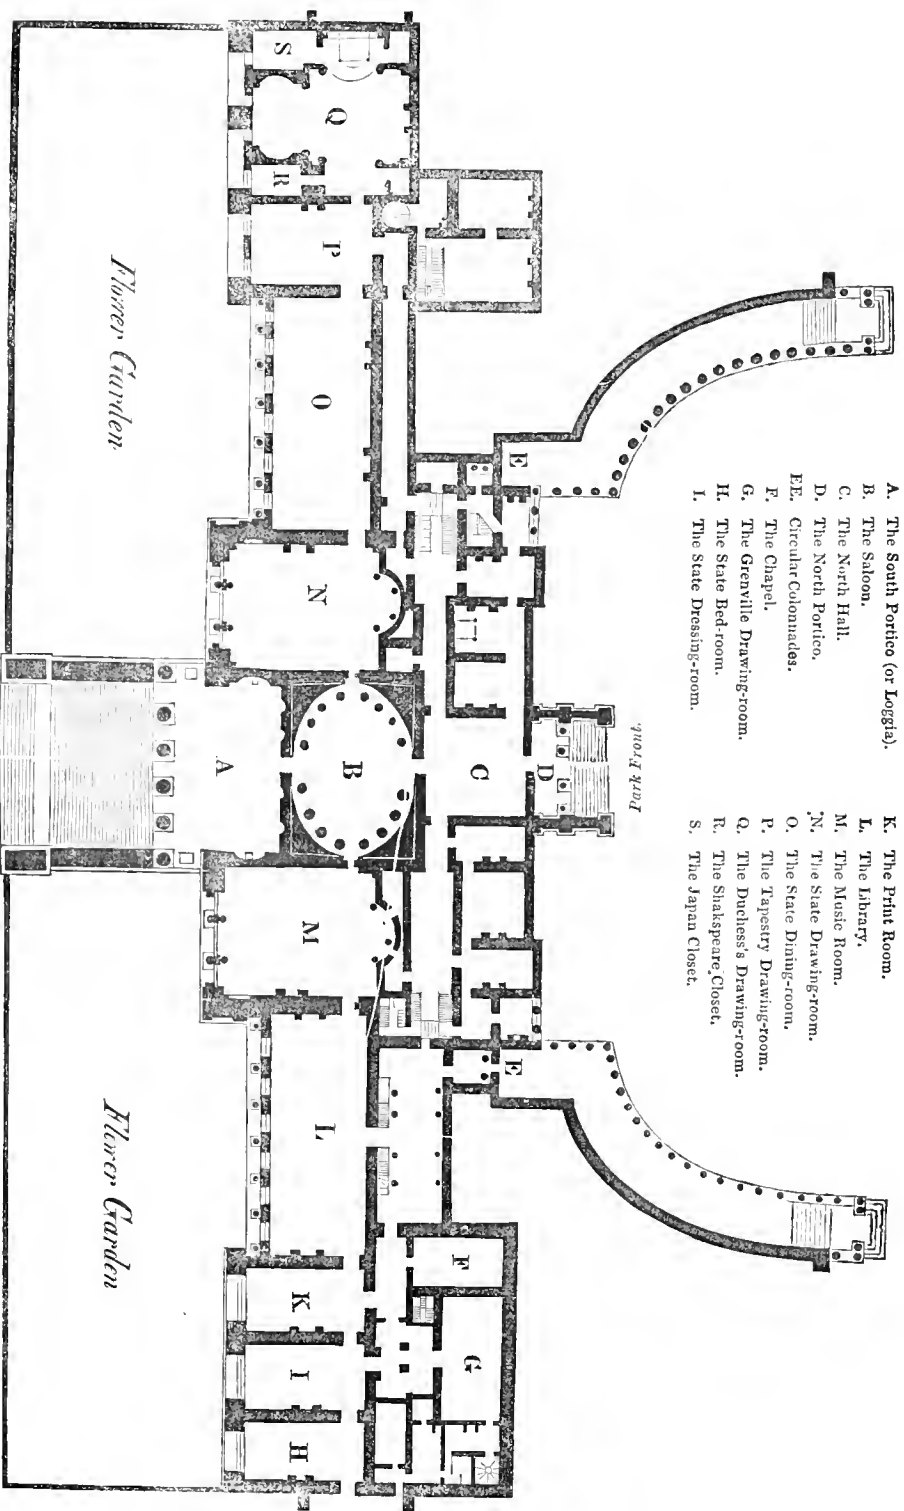 A. The South Portico (or Loggia).
B. The Saloon.
C. The North Hall.
D. The North Portico.
EE. Circular Colonnades.
F. The Chapel.
G. The Grenville Drawing-room.
H. The State Bed-room.
I. The State Dressing-room.
K. The Print Room.
L. The Library.
M. The Music Room.
N. The State Drawing-room.
O. The State Dining-room.
P. The Tapestry Drawing-room.
Q. The Duchess's Drawing-room.
R. The Shakspeare Closet.
S. The Japan Closet.
Park Front.
E
E
D
C
F
G
B
S
Q
R
P
O
N
M
L
K
I
H
A
Flower Garden
Flower Garden